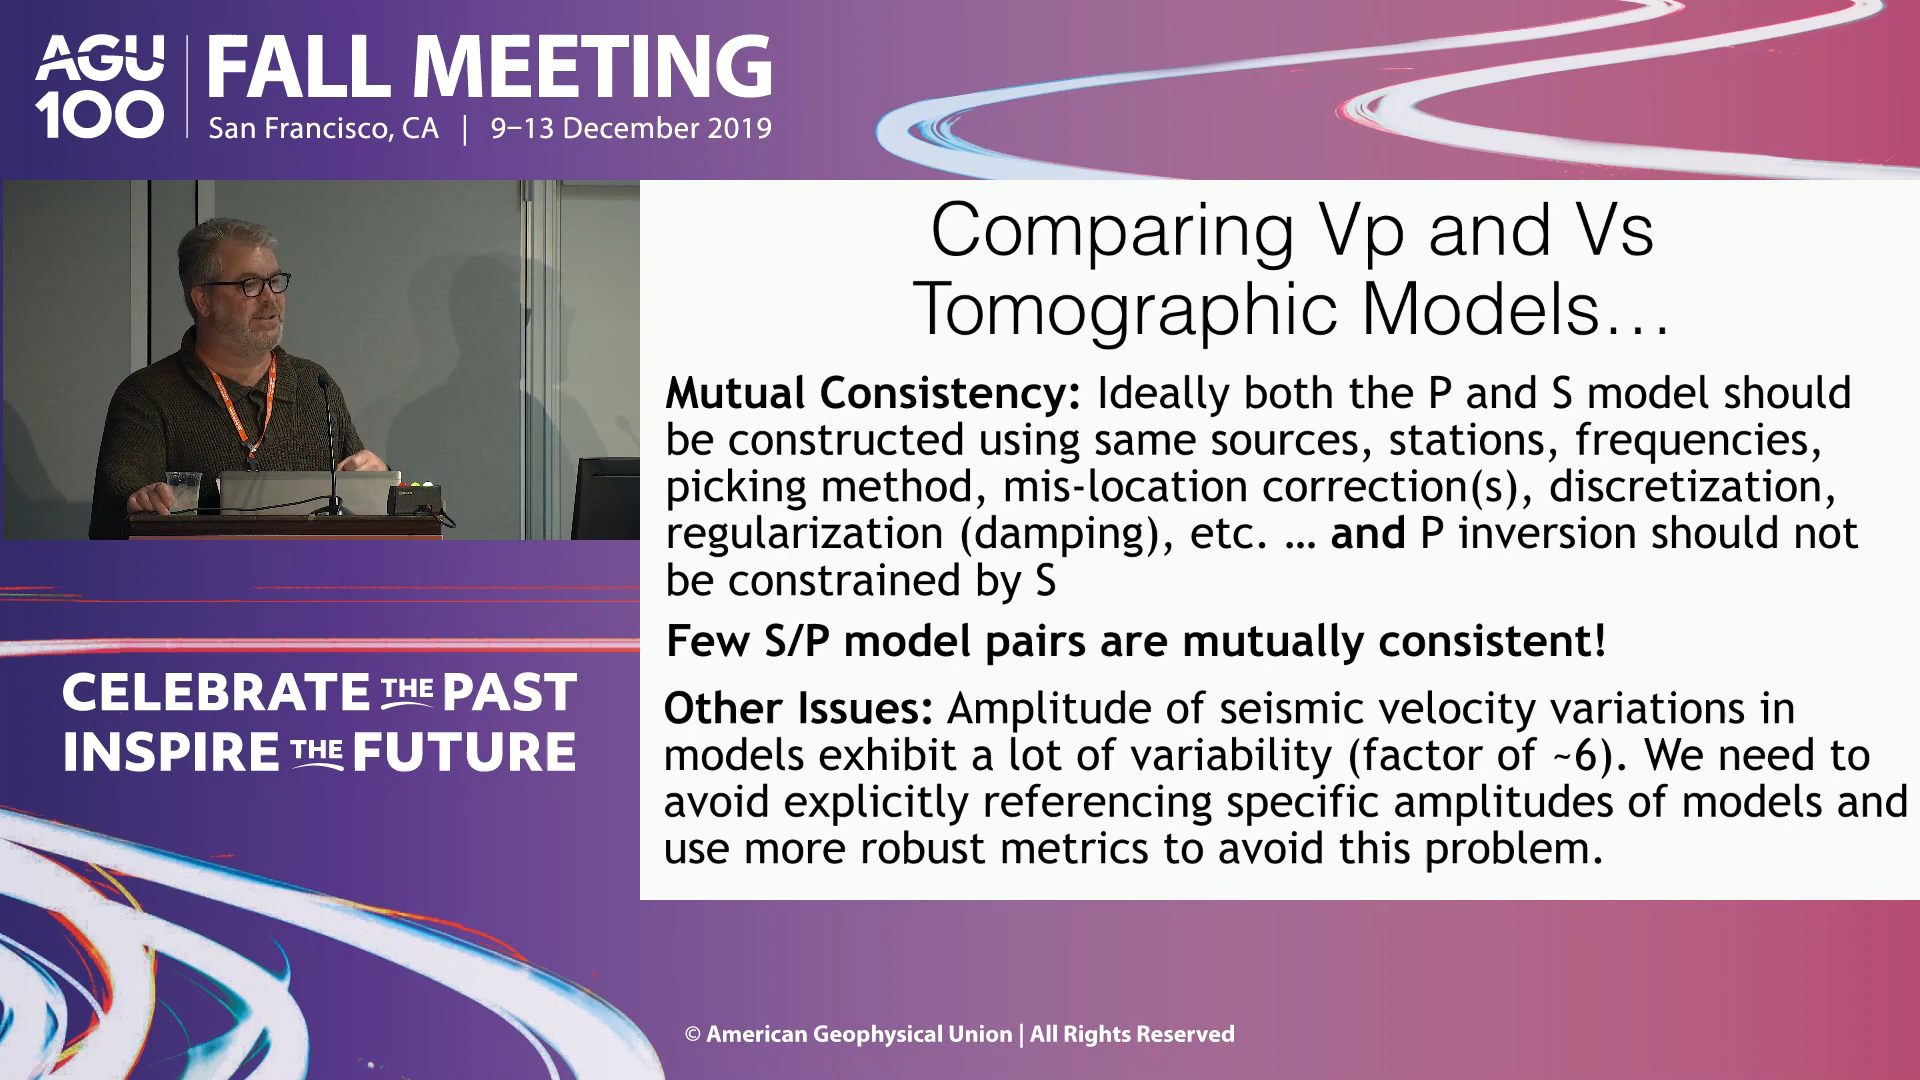 AGU
100
FALL MEETING
San Francisco, CA | 9–13 December 2019
Comparing Vp and Vs
Tomographic Models...
Mutual Consistency: Ideally both the P and S model should
be constructed using same sources, stations, frequencies,
picking method, mis-location correction(s), discretization,
regularization (damping), etc. ... and P inversion should not
be constrained by S
Few S/P model pairs are mutually consistent!
Other Issues: Amplitude of seismic velocity variations in
models exhibit a lot of variability (factor of ~6). We need to
avoid explicitly referencing specific amplitudes of models and
use more robust metrics to avoid this problem.
CELEBRATE THE PAST
INSPIRE THE FUTURE
© American Geophysical Union | All Rights Reserved